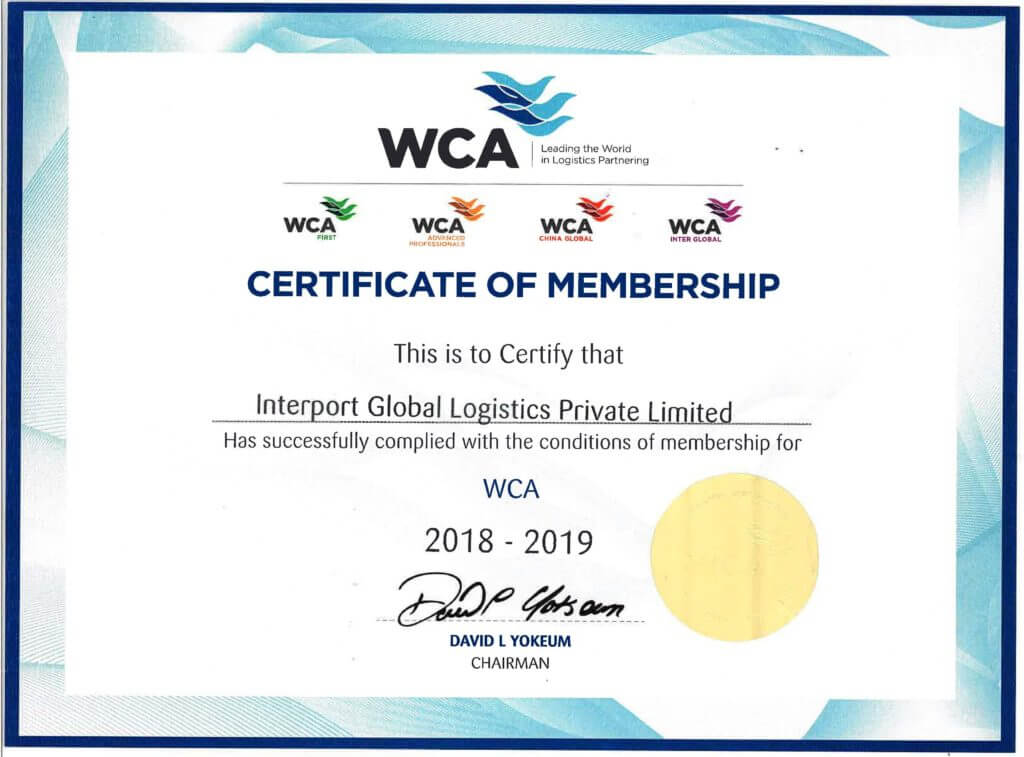 WCA
Leading the World
in Logistics Partnering
WCA
FIRST
WCA
ADVANCED
PROFESSIONALS
WCA
CHINA GLOBAL
WCA
INTER GLOBAL
CERTIFICATE OF MEMBERSHIP
This is to Certify that
Interport Global Logistics Private Limited
Has successfully complied with the conditions of membership for
WCA
2018 - 2019
DAVID L YOKEUM
CHAIRMAN